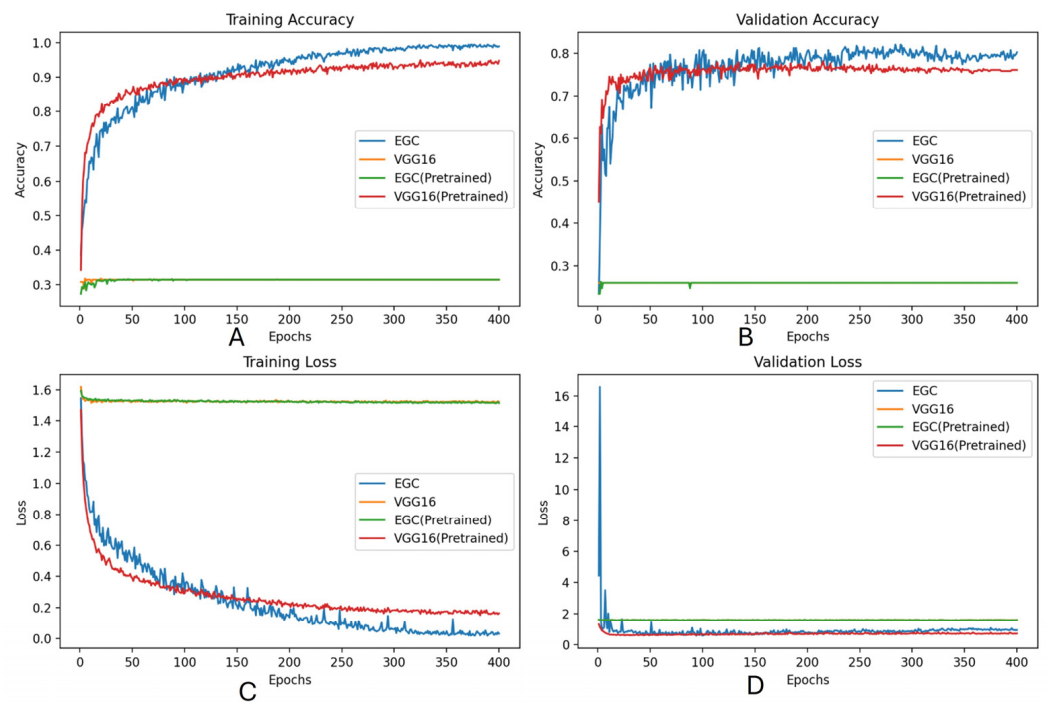 Training Accuracy
1.0
0.9
0.8
0.7
0.6
0.5
0.4
0.3
Accuracy
EGC
VGG16
EGC(Pretrained)
VGG16(Pretrained)
0 50 100 150 200 250 300 350 400
Epochs
A
Validation Accuracy
0.8
0.7
0.6
0.5
0.4
0.3
Accuracy
EGC
VGG16
EGC(Pretrained)
VGG16(Pretrained)
0 50 100 150 200 250 300 350 400
Epochs
B
Training Loss
1.6
1.4
1.2
1.0
0.8
0.6
0.4
0.2
0.0
Loss
EGC
VGG16
EGC(Pretrained)
VGG16(Pretrained)
0 50 100 150 200 250 300 350 400
Epochs
C
Validation Loss
16
14
12
10
8
6
4
2
0
Loss
EGC
VGG16
EGC(Pretrained)
VGG16(Pretrained)
0 50 100 150 200 250 300 350 400
Epochs
D